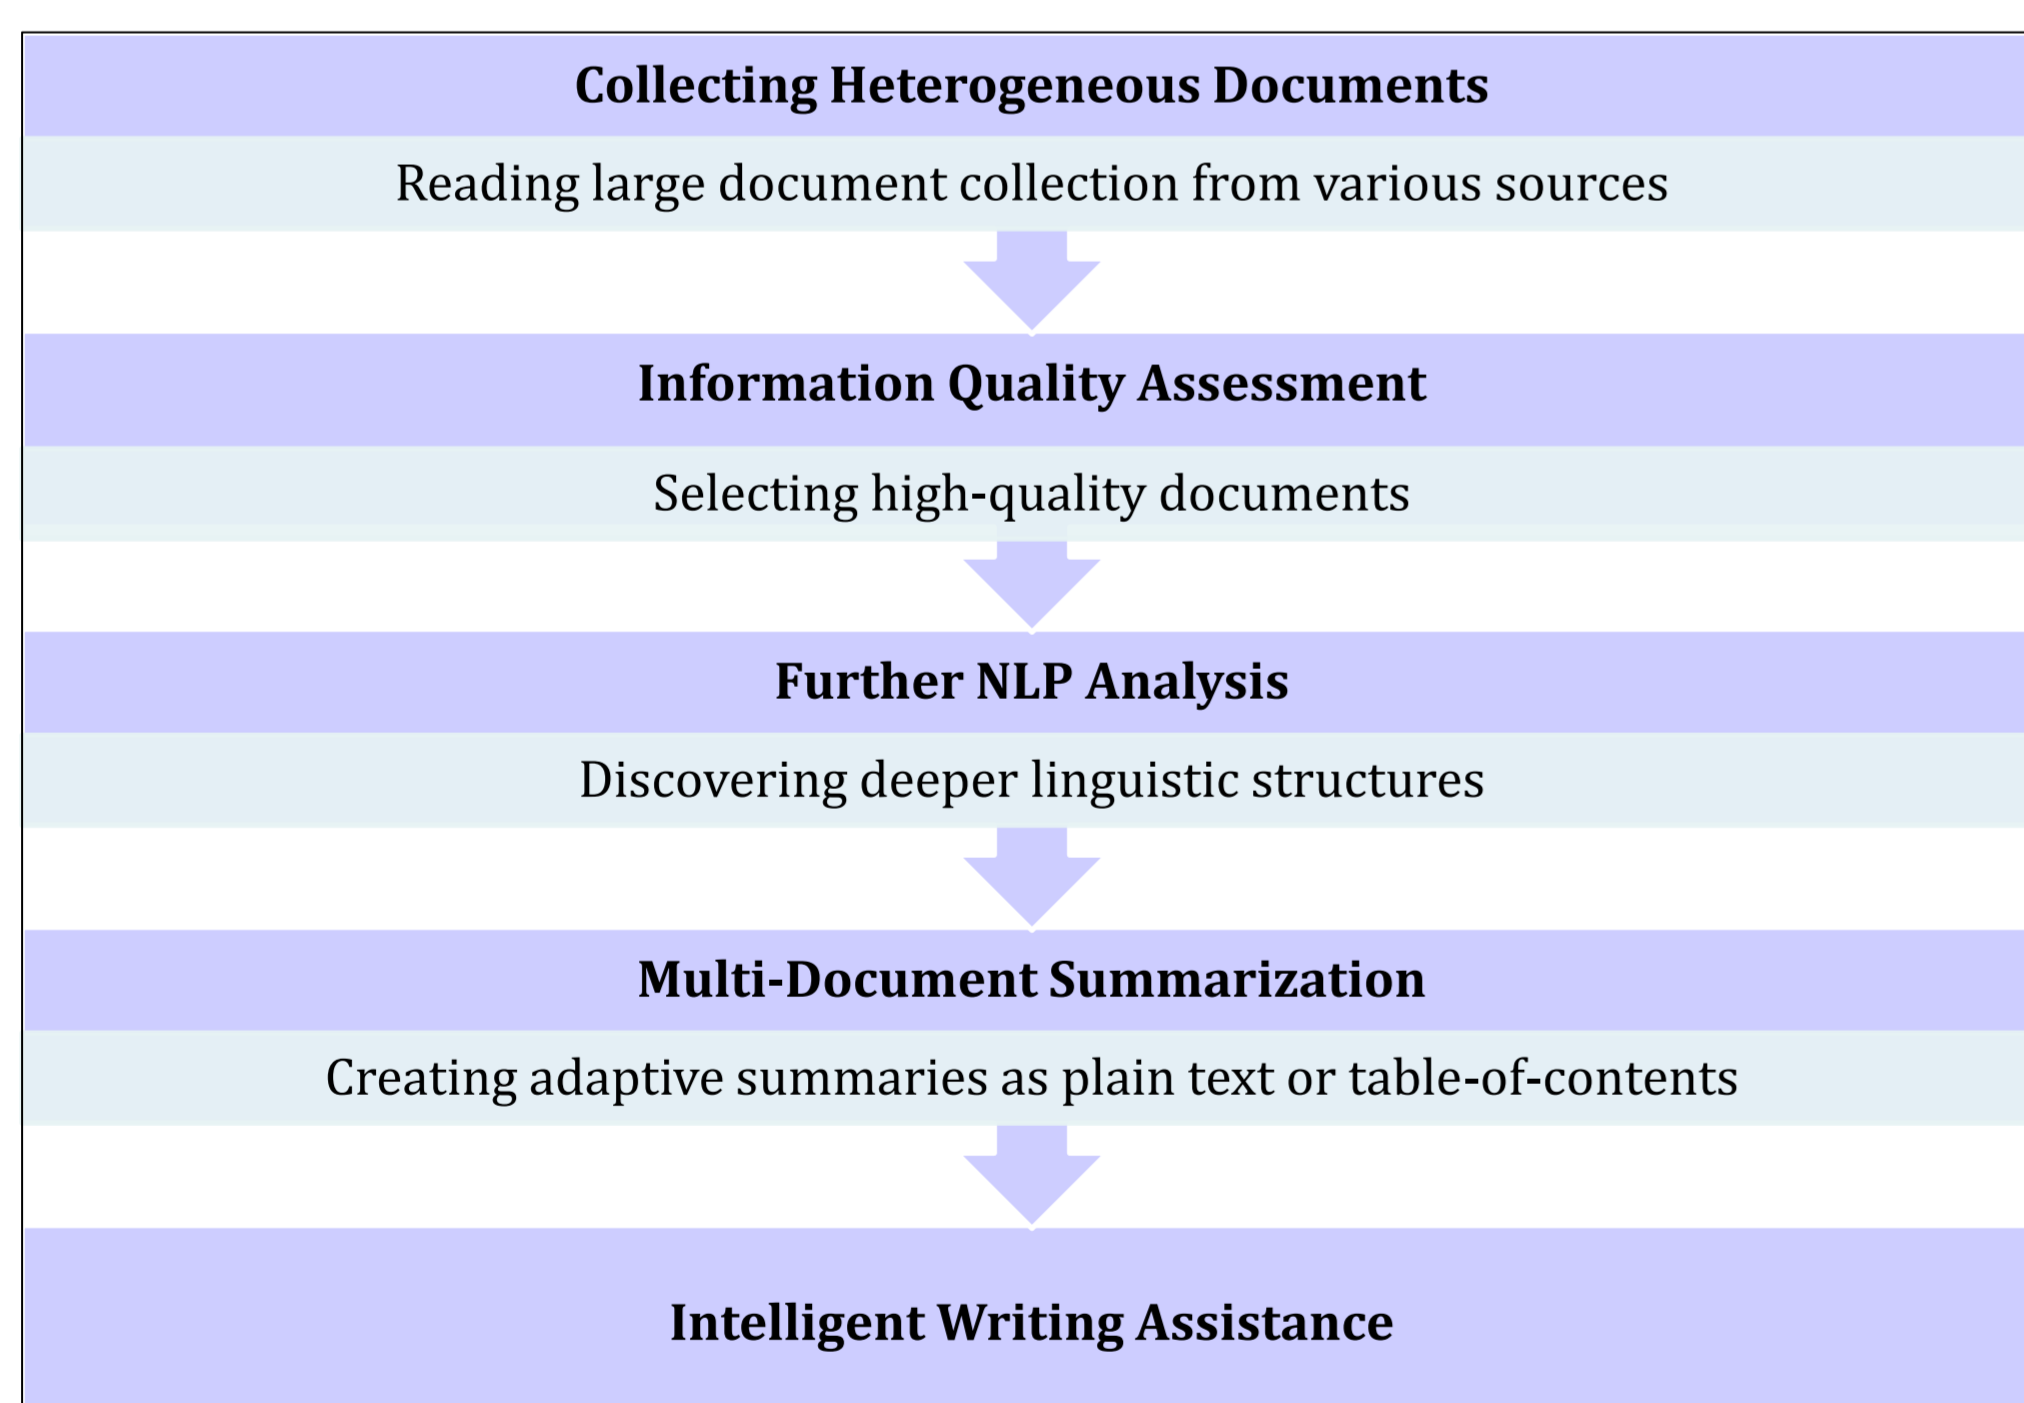 Collecting Heterogeneous Documents
Reading large document collection from various sources
Information Quality Assessment
Selecting high-quality documents
Further NLP Analysis
Discovering deeper linguistic structures
Multi-Document Summarization
Creating adaptive summaries as plain text or table-of-contents
Intelligent Writing Assistance